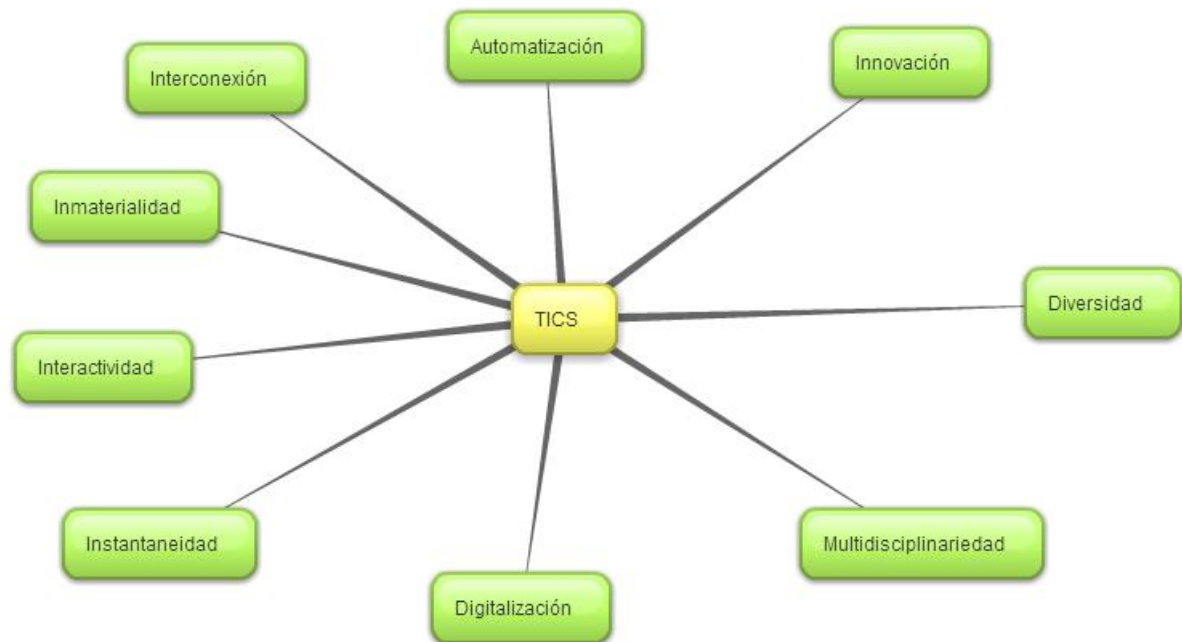 Automatización
Interconexión
Innovación
Inmaterialidad
Diversidad
TICS
Interactividad
Instantaneidad
Multidisciplinariedad
Digitalización